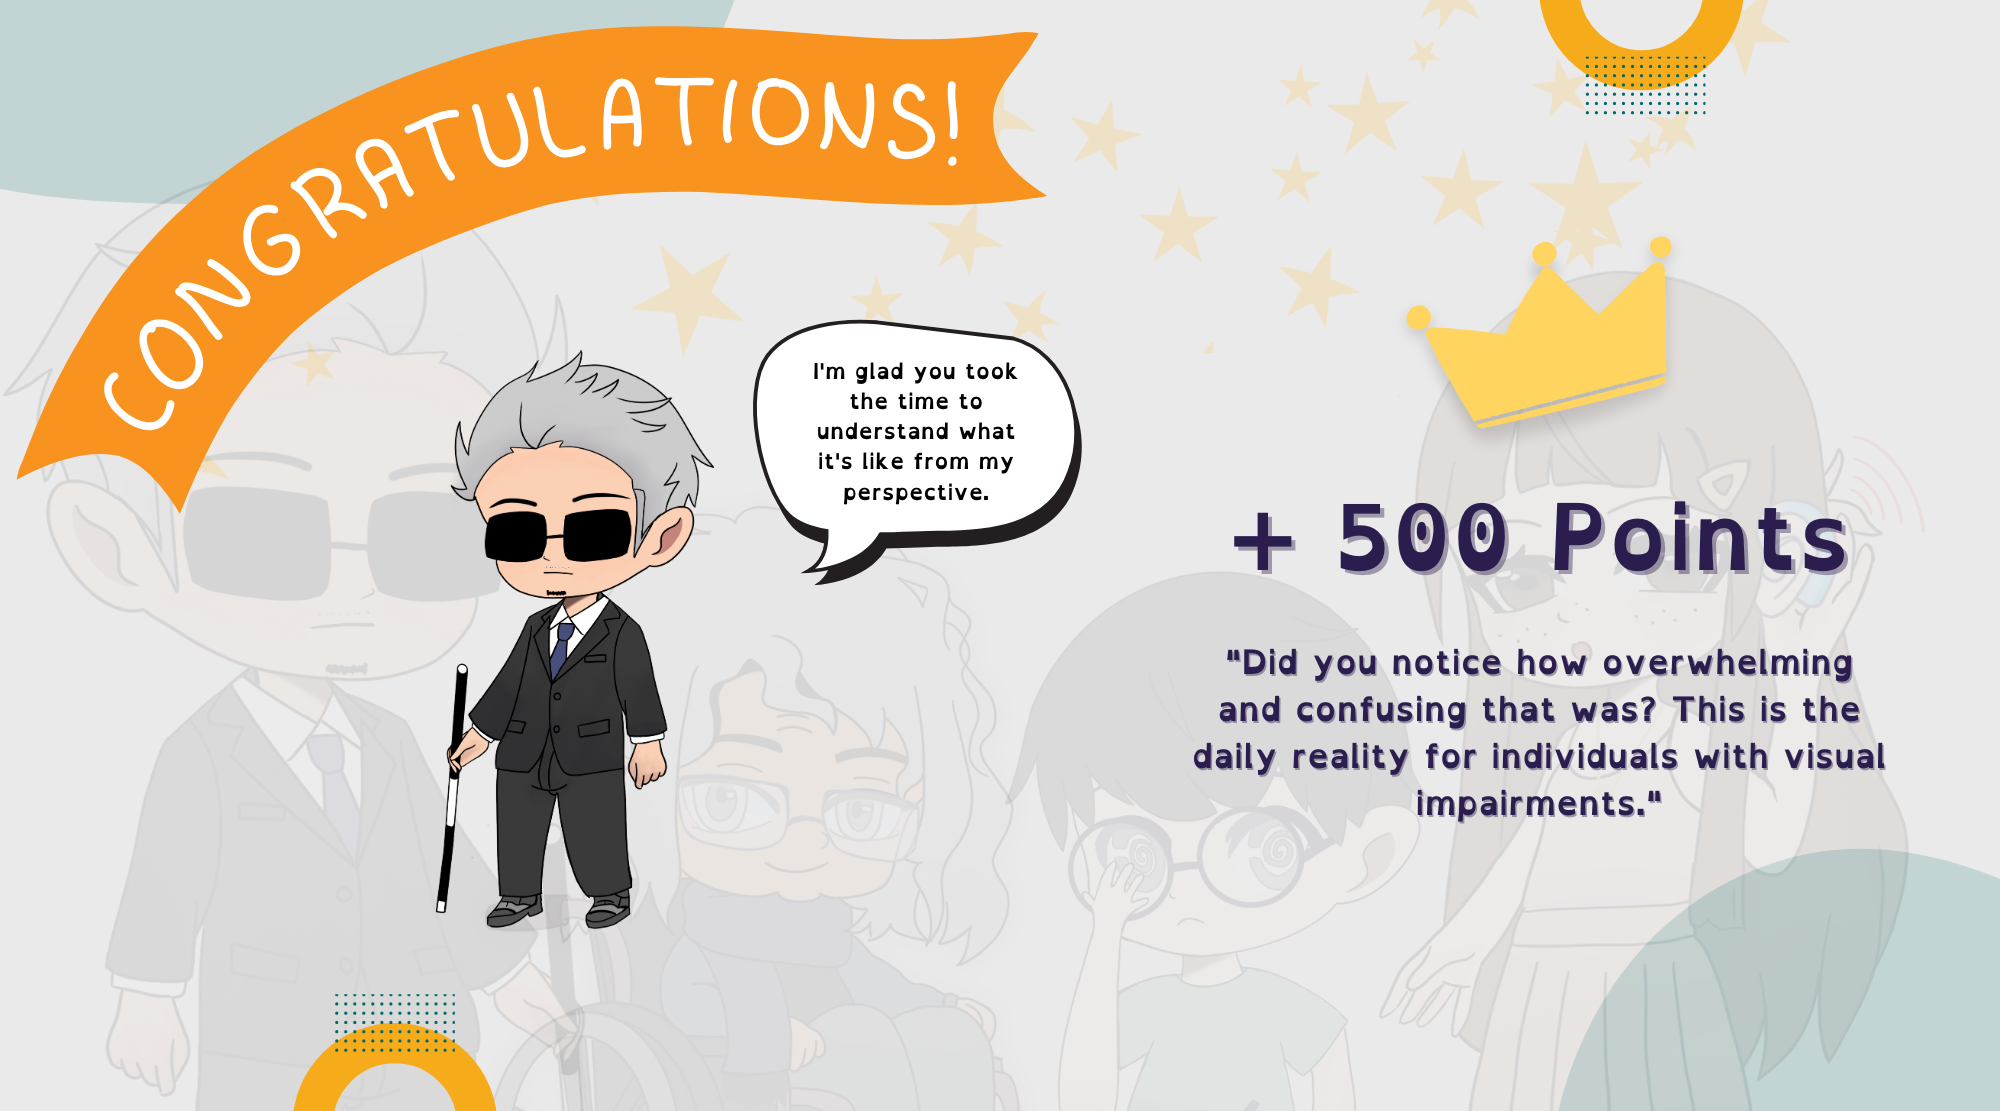 CONGRATULATIONS!
I'm glad you took
the time to
understand what
it's like from my
perspective.
+ 500 Points
"Did you notice how overwhelming
and confusing that was? This is the
daily reality for individuals with visual
impairments."